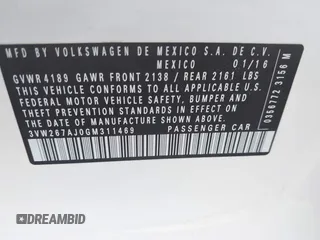 MFD BY VOLKSWAGEN DE MEXICO S.A. DE C.V.
MEXICO 01/16
GVWR 4189 GAWR FRONT 2138 / REAR 2161 LBS
THIS VEHICLE CONFORMS TO ALL APPLICABLE
U.S. FEDERAL MOTOR VEHICLE SAFETY, BUMPER AND
THEFT PREVENTION STANDARDS IN EFFECT ON THE
DATE OF MANUFACTURE SHOWN ABOVE.
3VW267AJ0GM311469 PASSENGER CAR
0356772 3156 M
DREAMBID